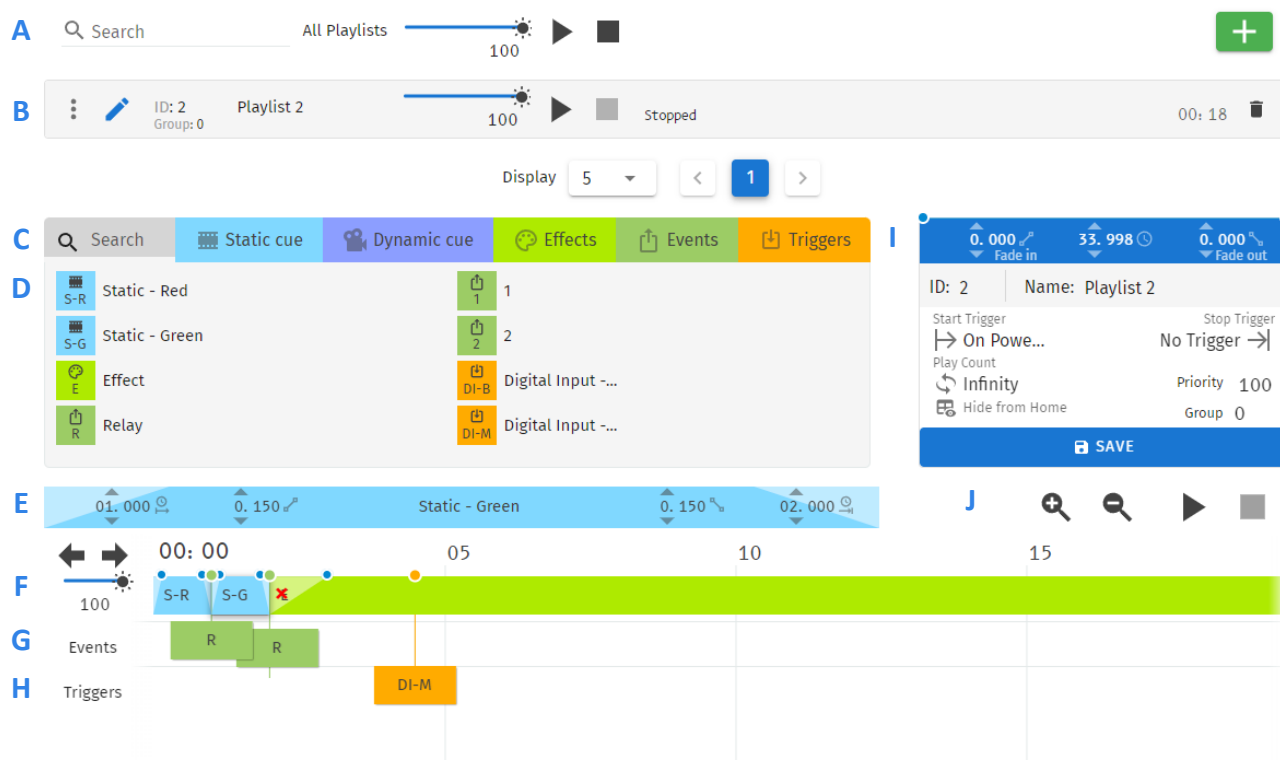 A Search All Playlists 100
B ID: 2 Group: 0 Playlist 2 100 Stopped 00: 18
Display 5 1
C Search Static cue Dynamic cue Effects Events Triggers
D S-R Static - Red 1 1
S-G Static - Green 2 2
E Effect DI-B Digital Input -...
R Relay DI-M Digital Input -...
I 0. 000 Fade in 33. 998 0. 000 Fade out
ID: 2 Name: Playlist 2
Start Trigger Stop Trigger
On Powe... No Trigger
Play Count
Infinity Priority 100
Hide from Home Group 0
SAVE
E 01. 000 0. 150 Static - Green 0. 150 02. 000
J
00: 00 05 10 15
F 100 S-R S-G
G Events R R
H Triggers DI-M